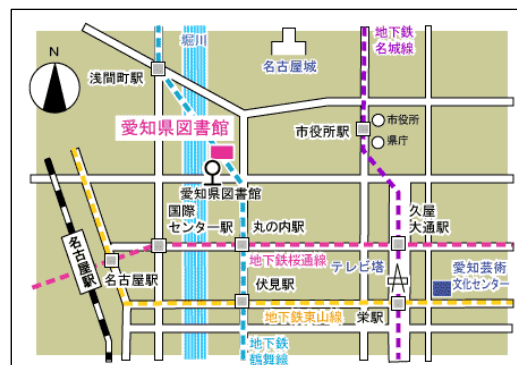 N
堀川
地下鉄
名城線
名古屋城
浅間町駅
市役所
市役所駅
県庁
愛知県図書館
愛知県図書館
国際
センター駅
丸の内駅
久屋
大通駅
名古屋駅
名古屋駅
地下鉄桜通線
テレビ塔
愛知芸術
文化センター
伏見駅
地下鉄東山線
栄駅
地下鉄
鶴舞線